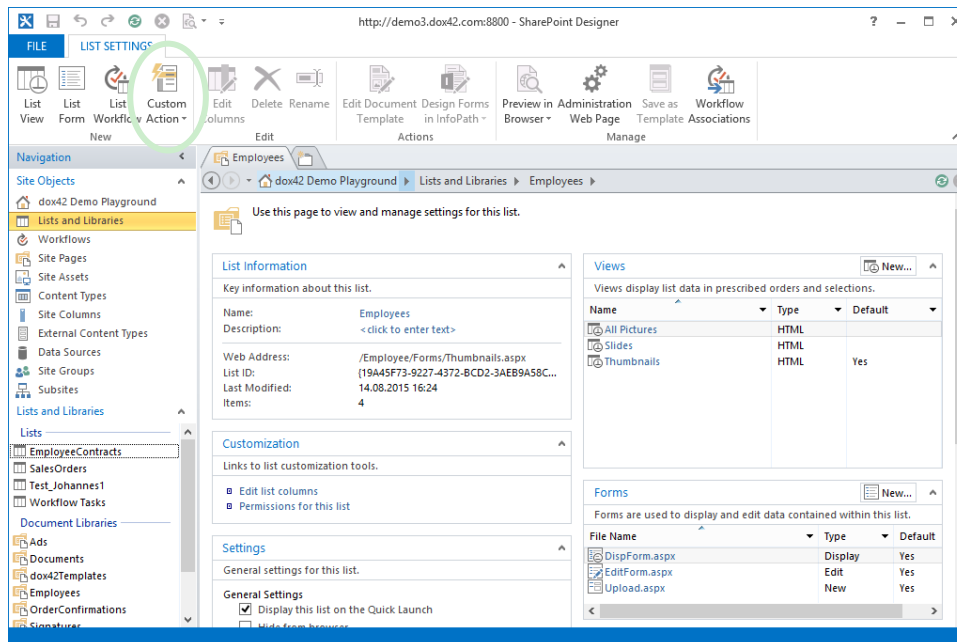 http://demo3.dox42.com:8800 - SharePoint Designer
FILE
LIST SETTINGS
List View
List Form
List Workflow
Custom Action
Edit Columns
Delete
Rename
Edit Document Template
Design Forms in InfoPath
Preview in Browser
Administration Web Page
Save as Template
Workflow Associations
New
Edit
Actions
Manage
Navigation
Site Objects
dox42 Demo Playground
Lists and Libraries
Workflows
Site Pages
Site Assets
Content Types
Site Columns
External Content Types
Data Sources
Site Groups
Subsites
Lists and Libraries
Lists
EmployeeContracts
SalesOrders
Test_Johannes1
Workflow Tasks
Document Libraries
Ads
Documents
dox42Templates
Employees
OrderConfirmations
Signatures
Employees
dox42 Demo Playground Lists and Libraries Employees
Use this page to view and manage settings for this list.
List Information
Key information about this list.
Name: Employees
Description: <click to enter text>
Web Address: /Employee/Forms/Thumbnails.aspx
List ID: {19A45F73-9227-4372-BCD2-3AEB9A58C...
Last Modified: 14.08.2015 16:24
Items: 4
Customization
Links to list customization tools.
Edit list columns
Permissions for this list
Settings
General settings for this list.
General Settings
Display this list on the Quick Launch
Hide from browser
Views
New...
Views display list data in prescribed orders and selections.
Name Type Default
All Pictures HTML
Slides HTML
Thumbnails HTML Yes
Forms
New...
Forms are used to display and edit data contained within this list.
File Name Type Default
DispForm.aspx Display Yes
EditForm.aspx Edit Yes
Upload.aspx New Yes